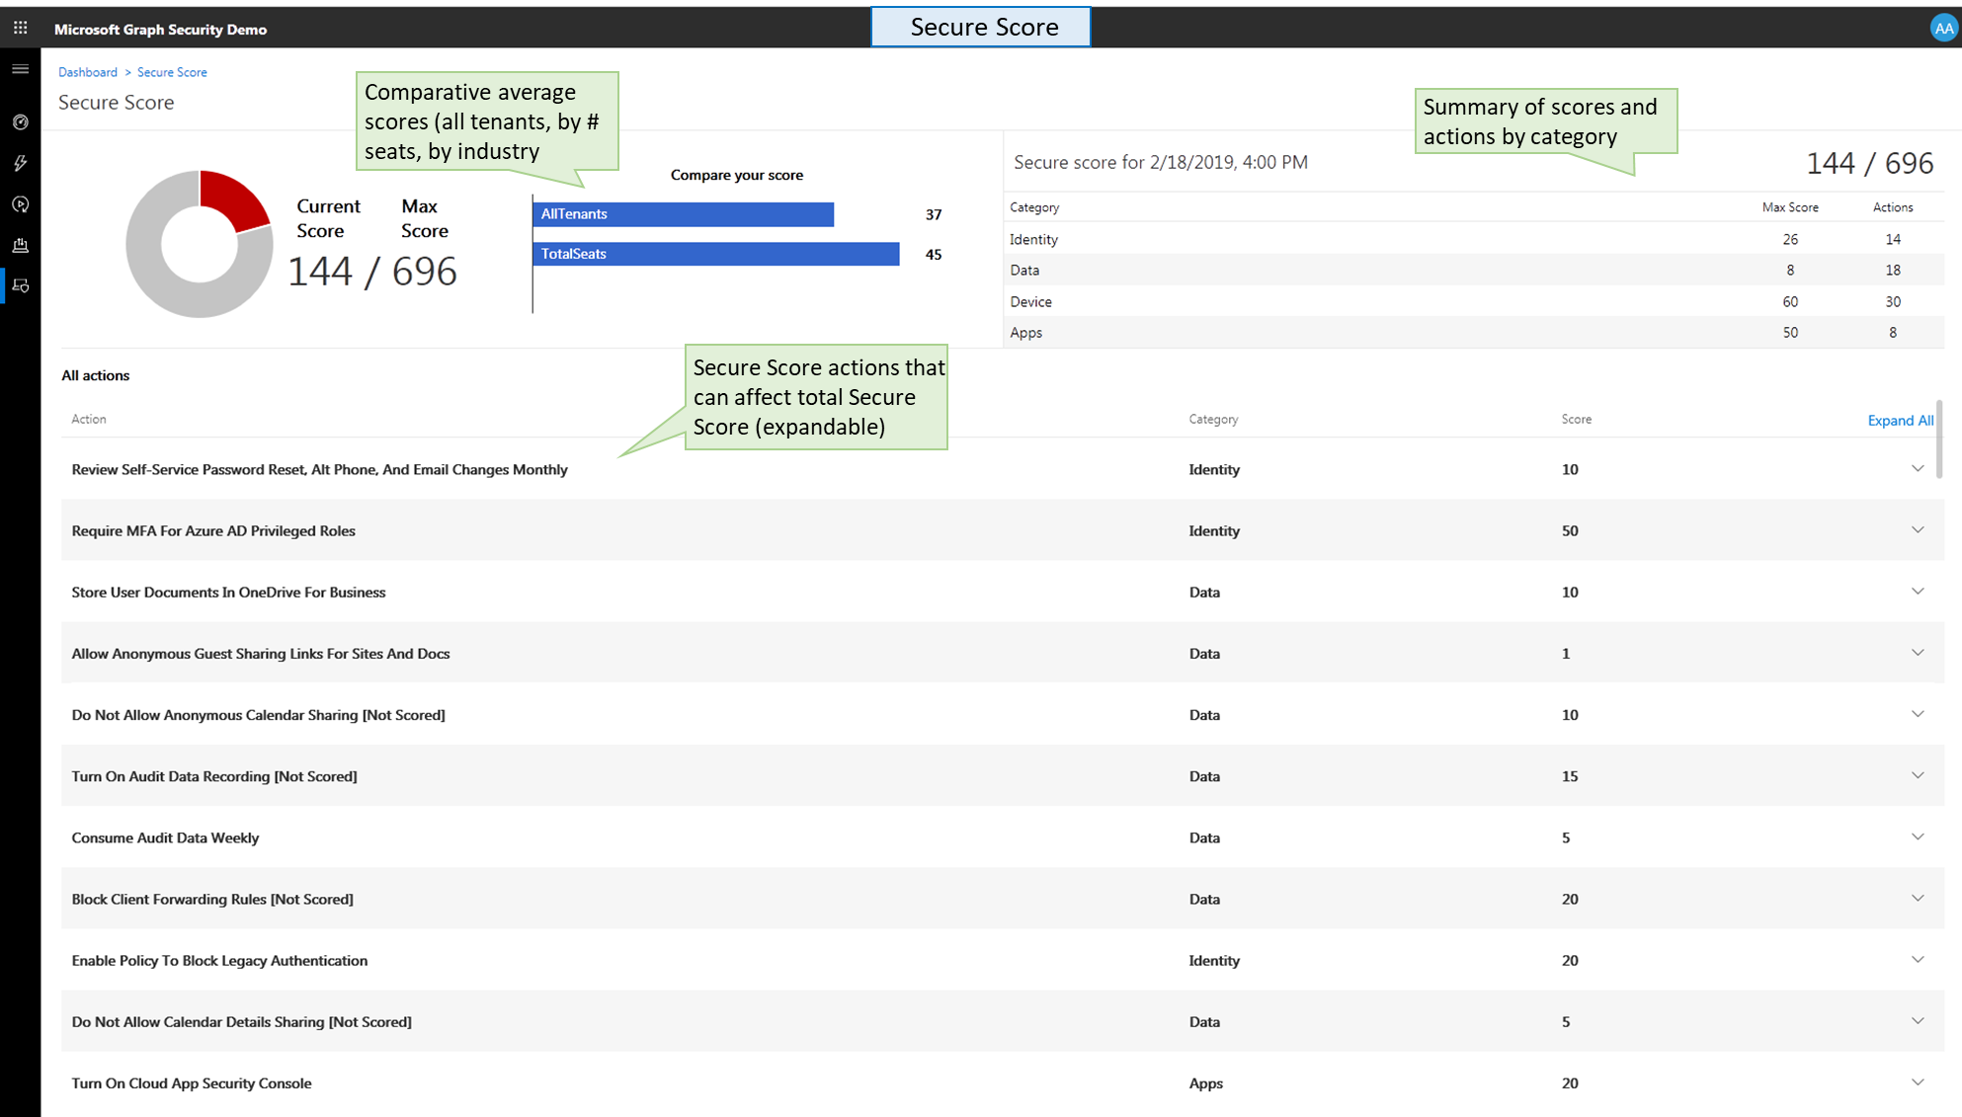 Microsoft Graph Security Demo
Secure Score
AA
Dashboard > Secure Score
Secure Score
Comparative average
scores (all tenants, by #
seats, by industry
Summary of scores and
actions by category
Current Score
Max Score
144 / 696
Compare your score
AllTenants 37
TotalSeats 45
Secure score for 2/18/2019, 4:00 PM 144 / 696
Category Max Score Actions
Identity 26 14
Data 8 18
Device 60 30
Apps 50 8
Secure Score actions that
can affect total Secure
Score (expandable)
All actions
Action Category Score Expand All
Review Self-Service Password Reset, Alt Phone, And Email Changes Monthly Identity 10
Require MFA For Azure AD Privileged Roles Identity 50
Store User Documents In OneDrive For Business Data 10
Allow Anonymous Guest Sharing Links For Sites And Docs Data 1
Do Not Allow Anonymous Calendar Sharing [Not Scored] Data 10
Turn On Audit Data Recording [Not Scored] Data 15
Consume Audit Data Weekly Data 5
Block Client Forwarding Rules [Not Scored] Data 20
Enable Policy To Block Legacy Authentication Identity 20
Do Not Allow Calendar Details Sharing [Not Scored] Data 5
Turn On Cloud App Security Console Apps 20